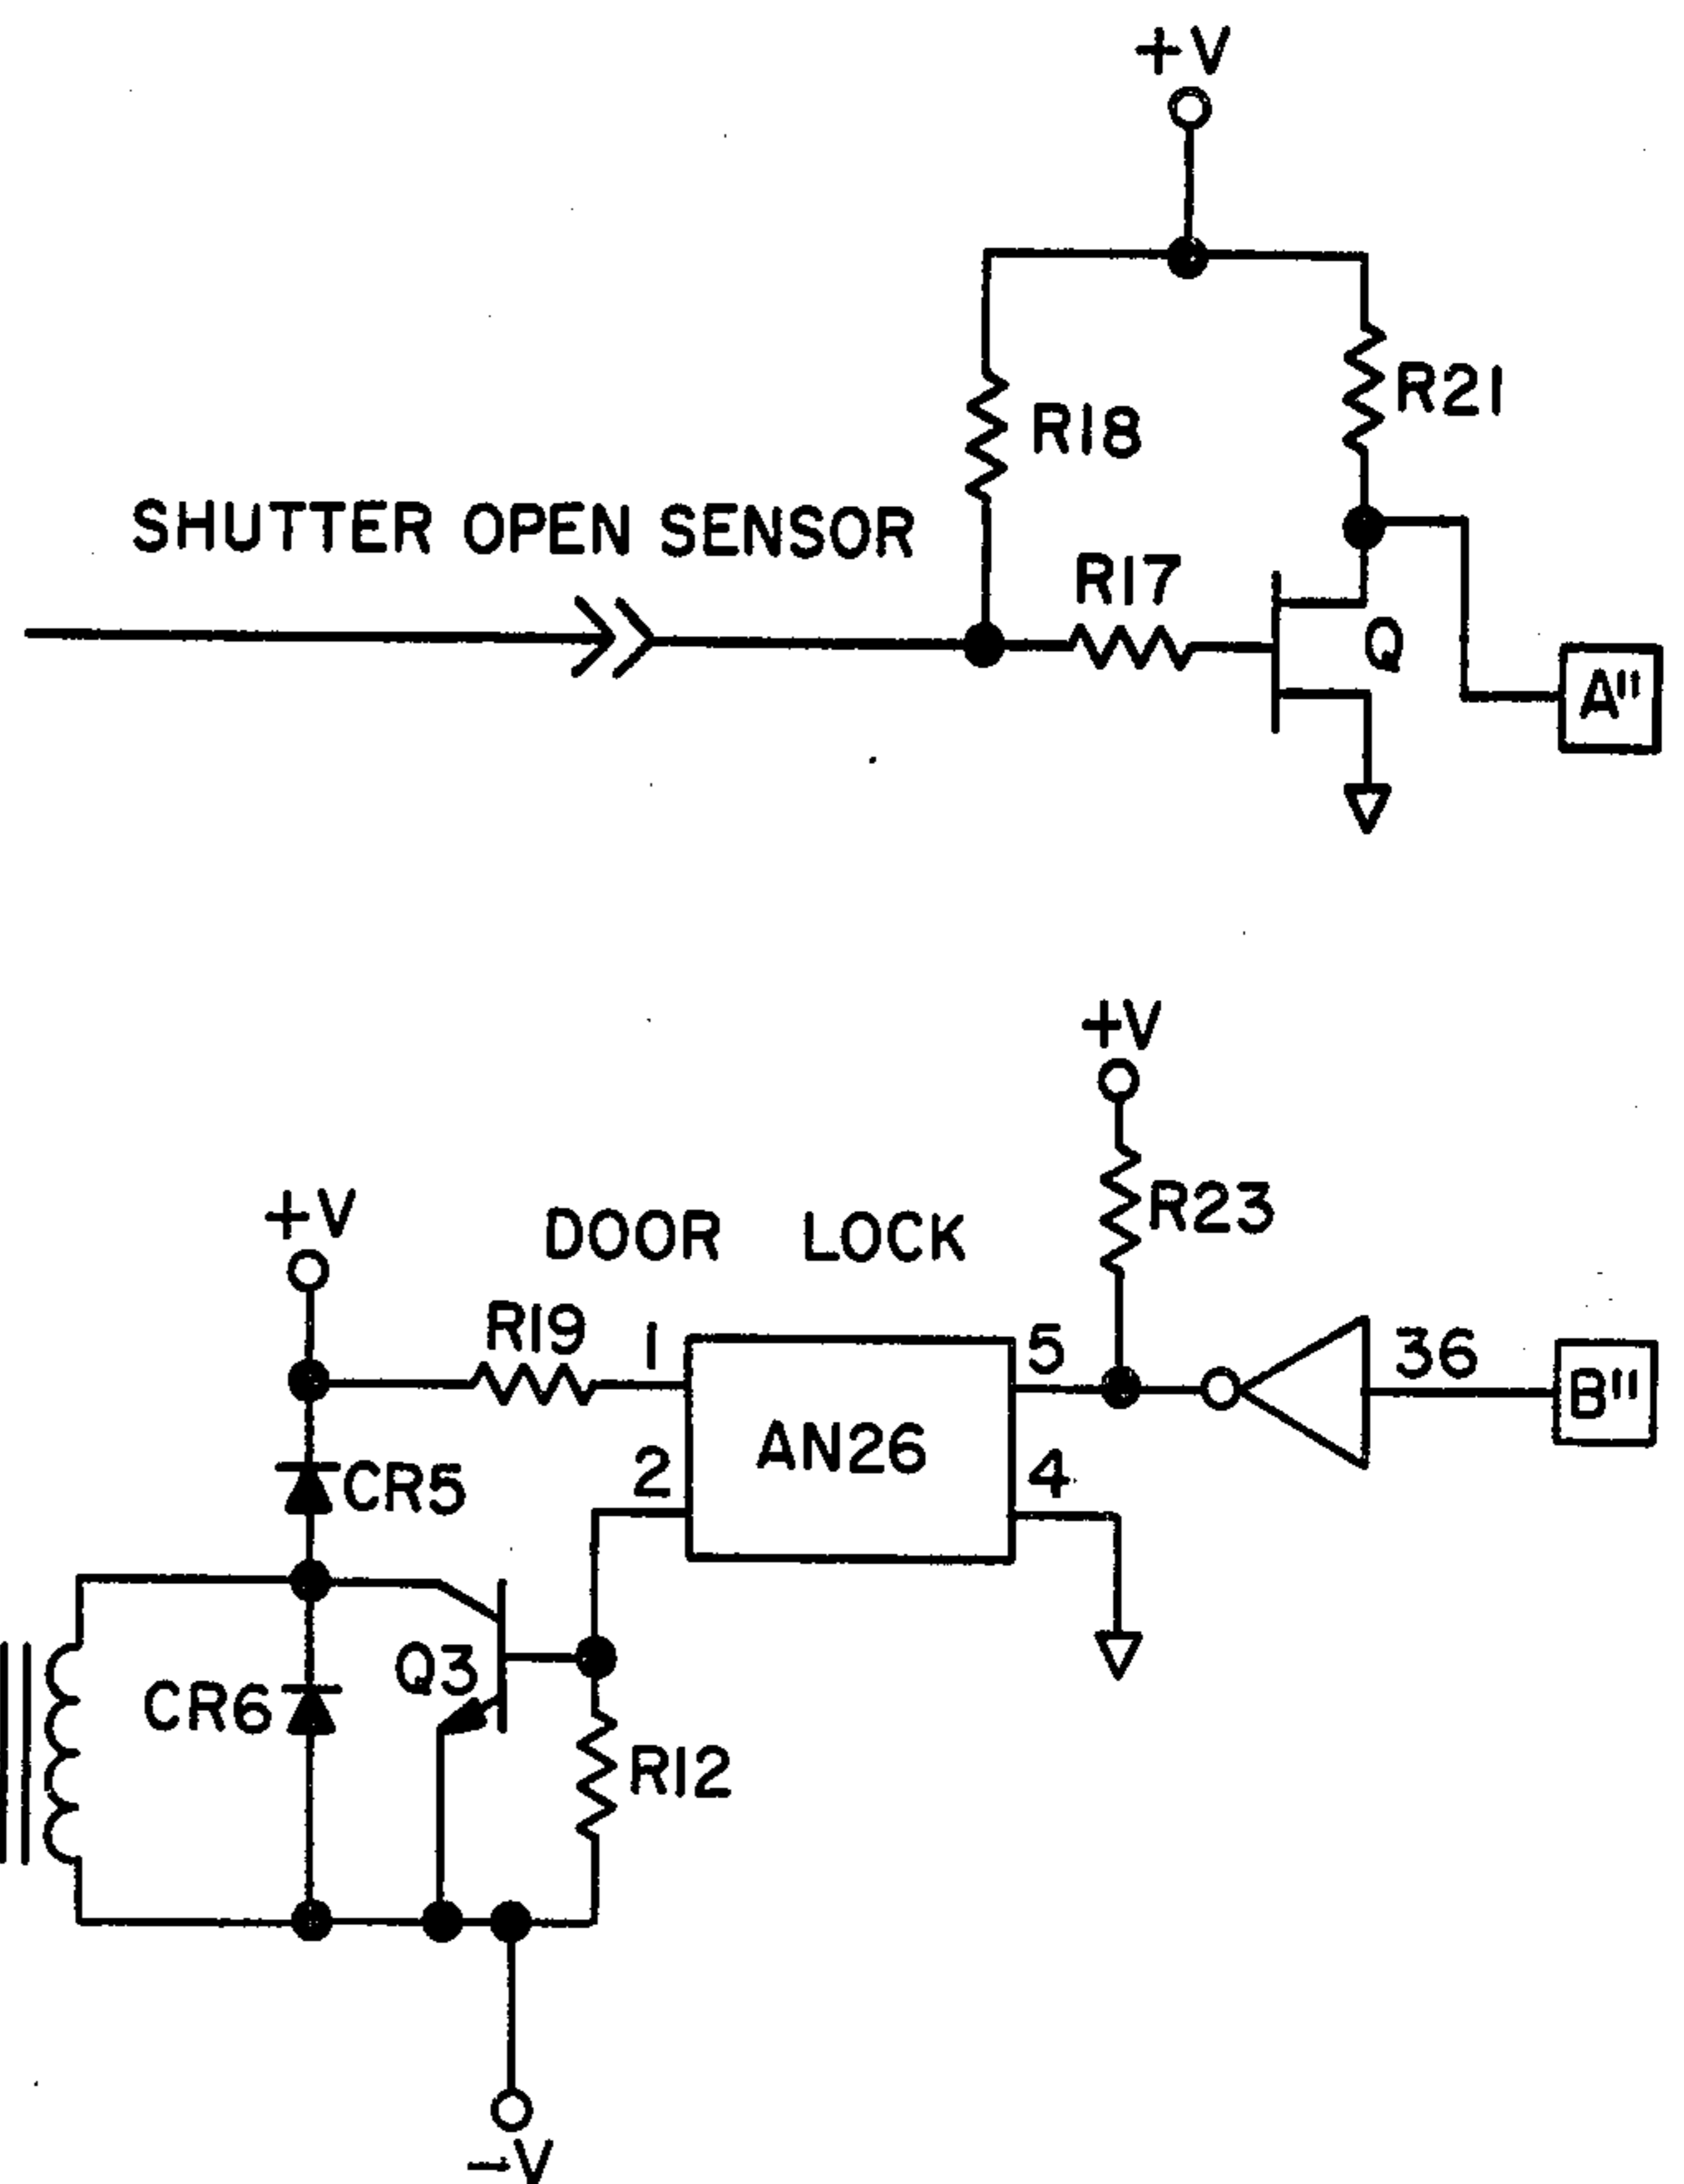 +V
R18
R21
SHUTTER OPEN SENSOR
R17
Q
A"
+V
R23
+V
DOOR LOCK
R19
1
5
36
B"
AN26
2
4
CR5
Q3
CR6
R12
-V